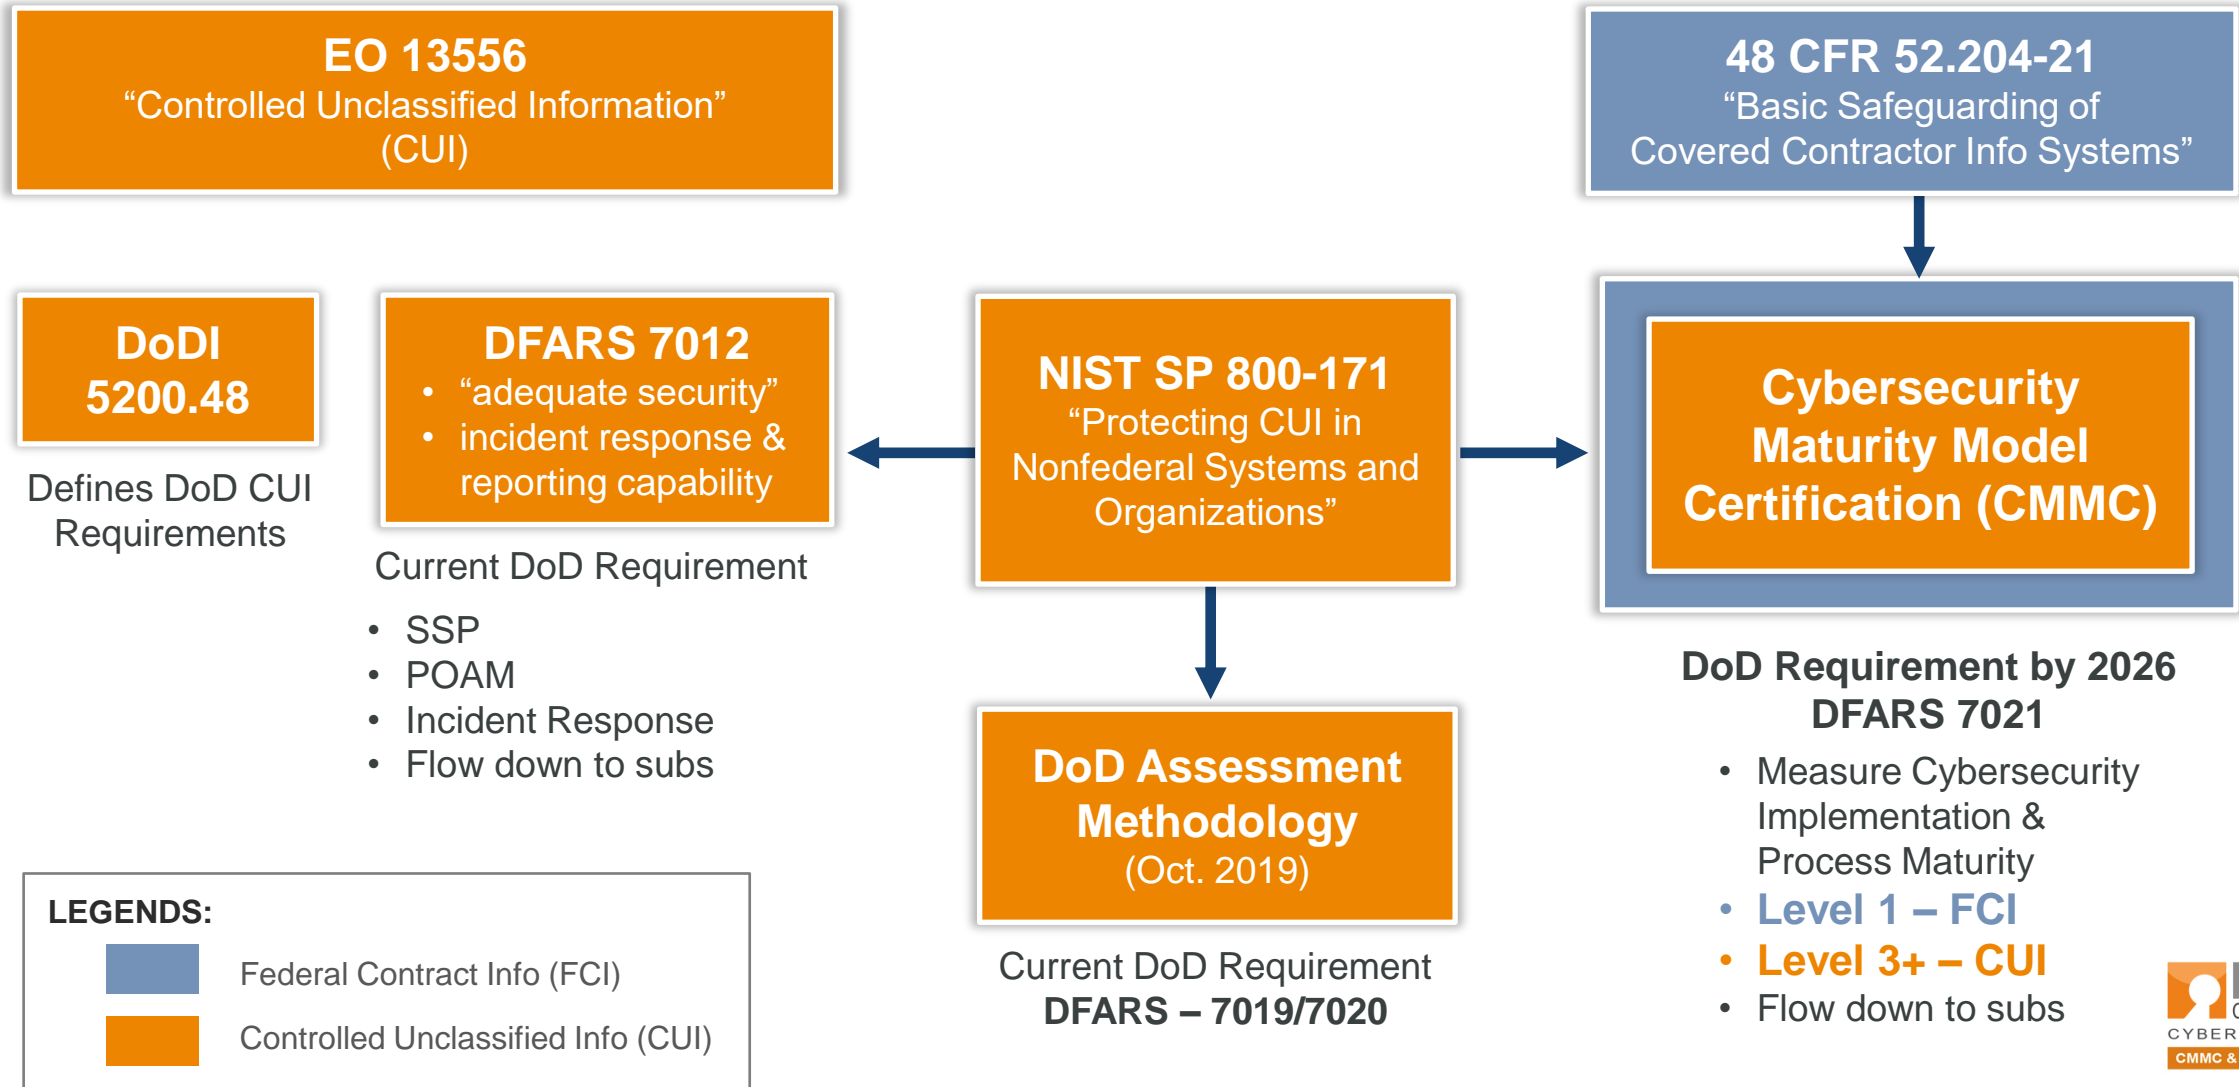 EO 13556
“Controlled Unclassified Information”
(CUI)
48 CFR 52.204-21
“Basic Safeguarding of
Covered Contractor Info Systems”
DoDI
5200.48
Defines DoD CUI
Requirements
DFARS 7012
• “adequate security”
• incident response &
reporting capability
Current DoD Requirement
• SSP
• POAM
• Incident Response
• Flow down to subs
NIST SP 800-171
“Protecting CUI in
Nonfederal Systems and
Organizations”
DoD Assessment
Methodology
(Oct. 2019)
Current DoD Requirement
DFARS – 7019/7020
Cybersecurity
Maturity Model
Certification (CMMC)
DoD Requirement by 2026
DFARS 7021
• Measure Cybersecurity
Implementation &
Process Maturity
• Level 1 – FCI
• Level 3+ – CUI
• Flow down to subs
LEGENDS:
Federal Contract Info (FCI)
Controlled Unclassified Info (CUI)
CYBER
CMMC &